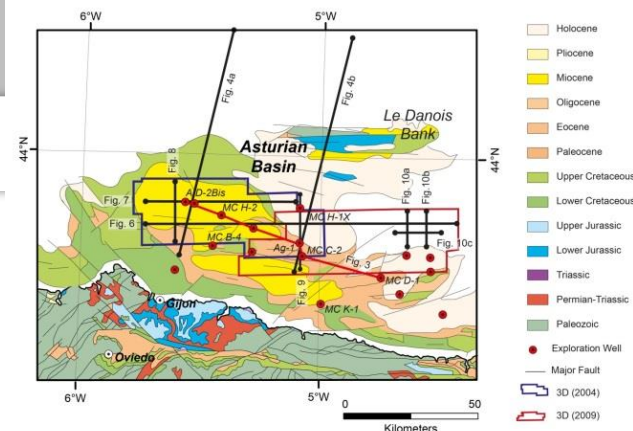 6°W
5°W
Fig. 4a
Fig. 4b
44°N
44°N
Le Danois
Bank
Asturian
Basin
Fig. 8
Fig. 10a
Fig. 10b
Fig. 7
A.D-2Bis
MC H-2
Fig. 6
MC H-1X
MC B-4
Ag-1
MC C-2
Fig. 10c
Fig. 3
Fig. 9
MC D-1
MC K-1
Gijon
Oviedo
6°W
5°W
0 50
Kilometers
Holocene
Pliocene
Miocene
Oligocene
Eocene
Paleocene
Upper Cretaceous
Lower Cretaceous
Upper Jurassic
Lower Jurassic
Triassic
Permian-Triassic
Paleozoic
Exploration Well
Major Fault
3D (2004)
3D (2009)